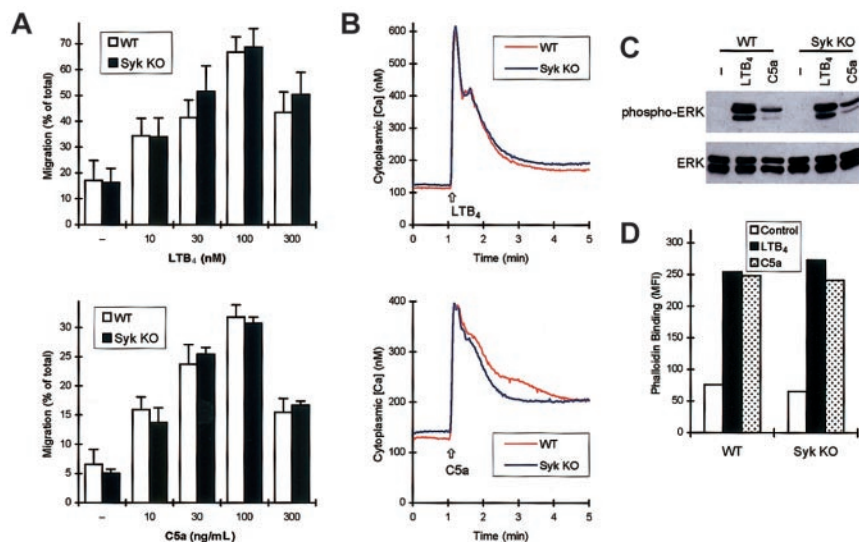 A
WT
Syk KO
Migration (% of total)
70
60
50
40
30
20
10
0
– 10 30 100 300
LTB₄ (nM)
WT
Syk KO
Migration (% of total)
30
25
20
15
10
5
0
– 10 30 100 300
C5a (ng/mL)
B
WT
Syk KO
Cytoplasmic [Ca] (nM)
600
500
400
300
200
100
0
LTB₄
0 1 2 3 4 5
Time (min)
Cytoplasmic [Ca] (nM)
400
300
200
100
0
C5a
WT
Syk KO
0 1 2 3 4 5
Time (min)
C
WT Syk KO
– LTB₄ C5a – LTB₄ C5a
phospho-ERK
ERK
D
Control
LTB₄
C5a
Phalloidin Binding (MFI)
300
250
200
150
100
50
0
WT Syk KO